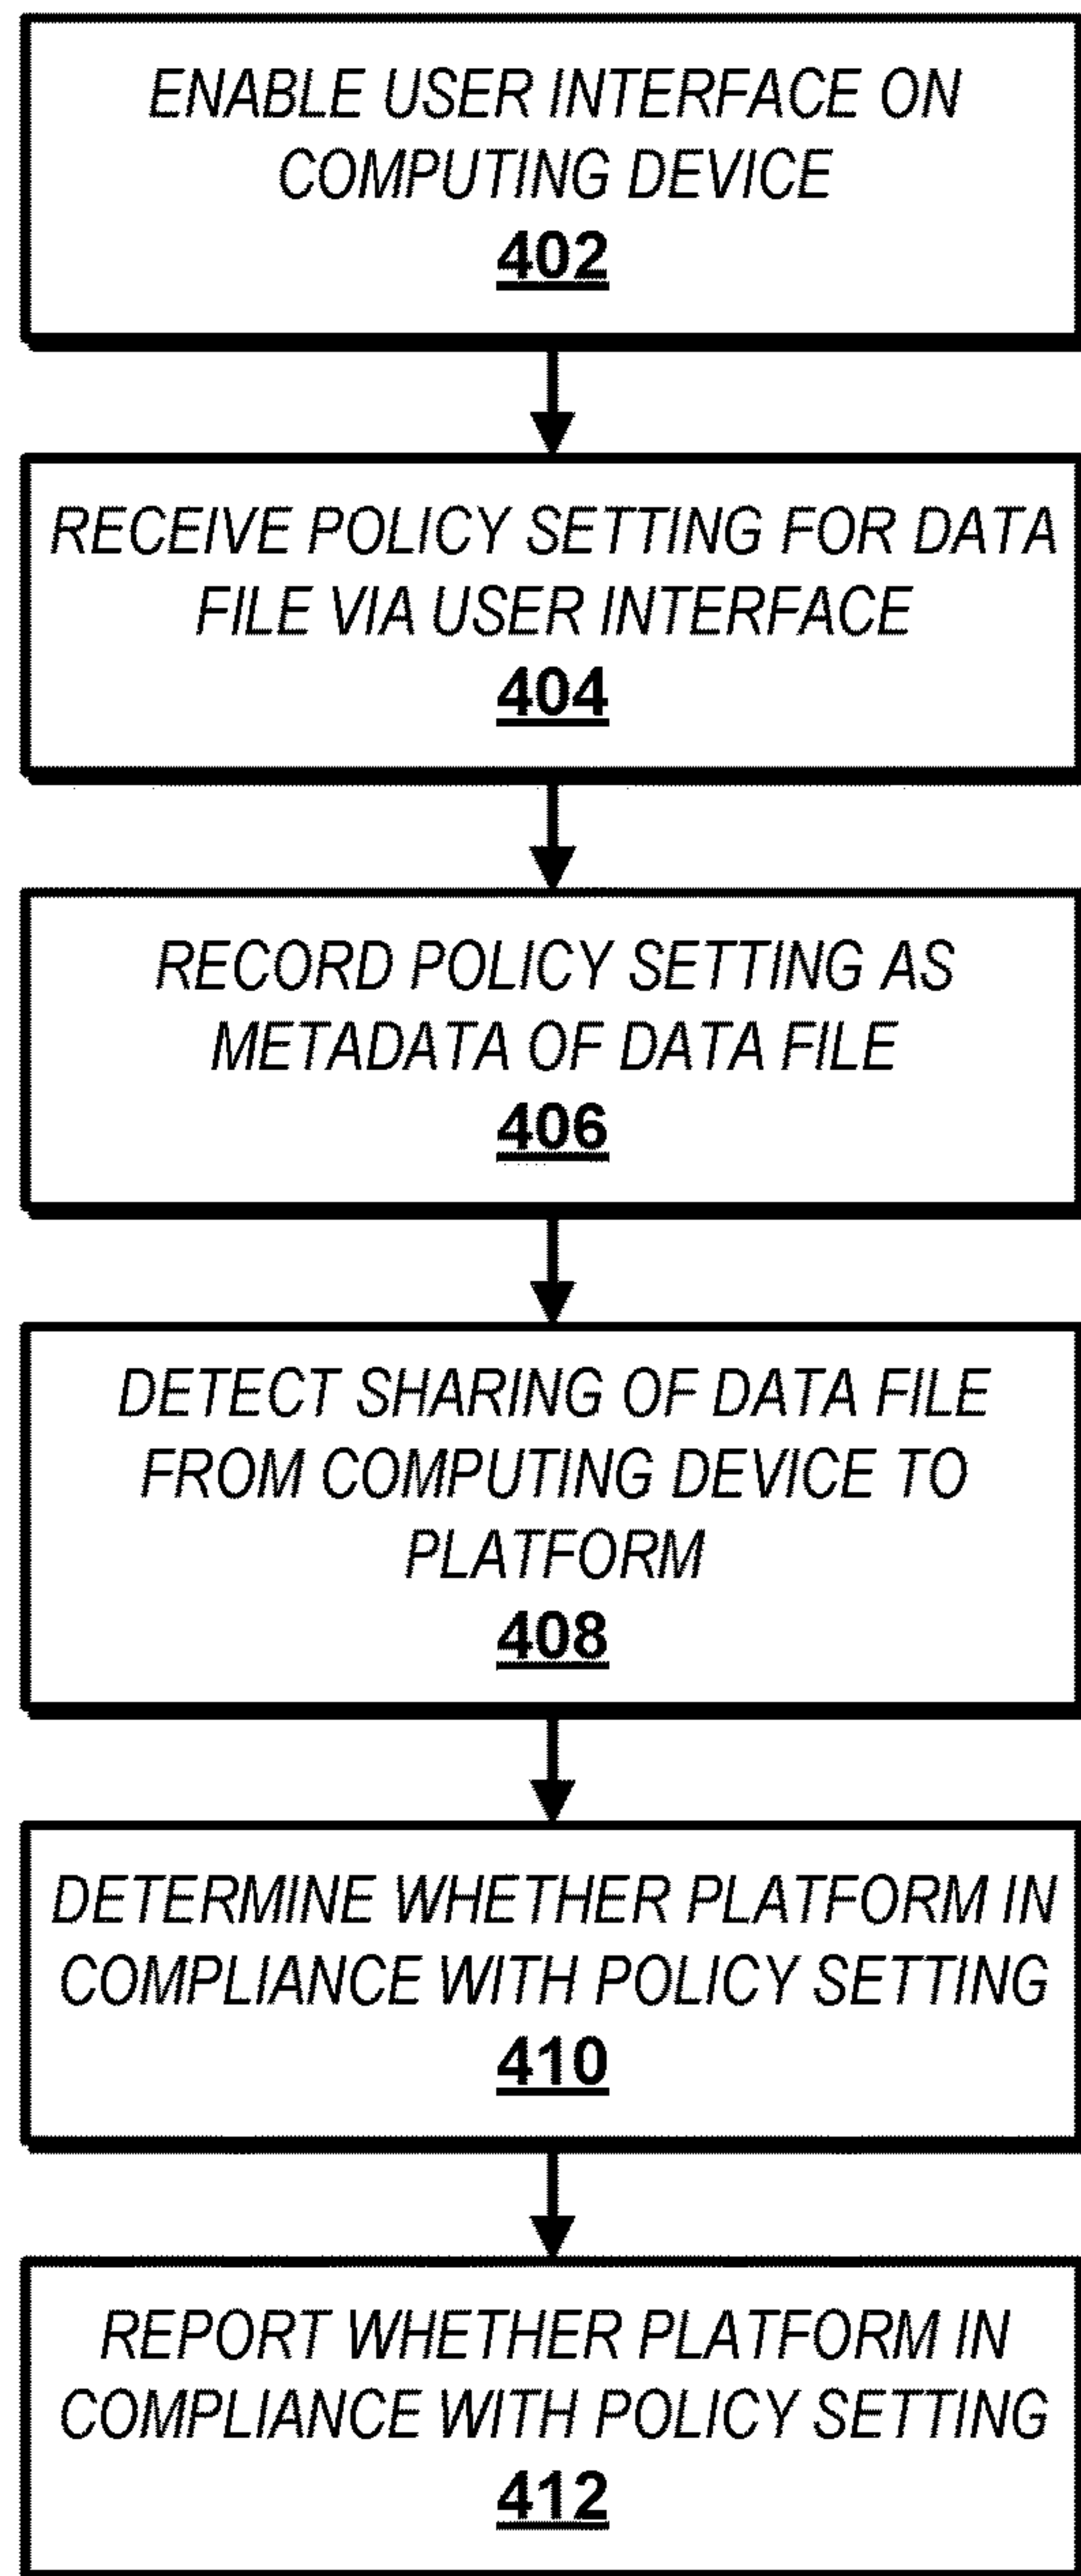 ENABLE USER INTERFACE ON
COMPUTING DEVICE
402
RECEIVE POLICY SETTING FOR DATA
FILE VIA USER INTERFACE
404
RECORD POLICY SETTING AS
METADATA OF DATA FILE
406
DETECT SHARING OF DATA FILE
FROM COMPUTING DEVICE TO
PLATFORM
408
DETERMINE WHETHER PLATFORM IN
COMPLIANCE WITH POLICY SETTING
410
REPORT WHETHER PLATFORM IN
COMPLIANCE WITH POLICY SETTING
412